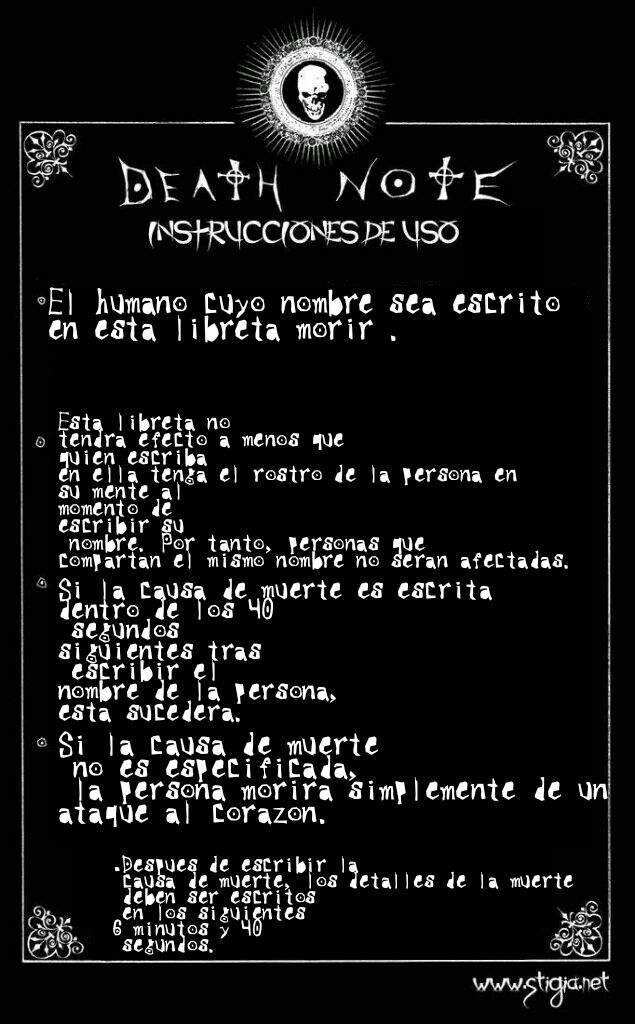 DEATH NOTE
INSTRUCCIONES DE USO
El humano cuyo nombre sea escrito
en esta libreta morir .
Esta libreta no
tendra efecto a menos que
quien escriba
en ella tenga el rostro de la persona en
su mente al
momento de
escribir su
nombre. Por tanto, personas que
compartan el mismo nombre no seran afectadas.
Si la causa de muerte es escrita
dentro de los 40
segundos
siguientes tras
escribir el
nombre de la persona,
esta sucedera.
Si la causa de muerte
no es especificada,
la persona morira simplemente de un
ataque al corazon.
.Despues de escribir la
causa de muerte, los detalles de la muerte
deben ser escritos
en los siguientes
6 minutos y 40
segundos.
www.stigia.net